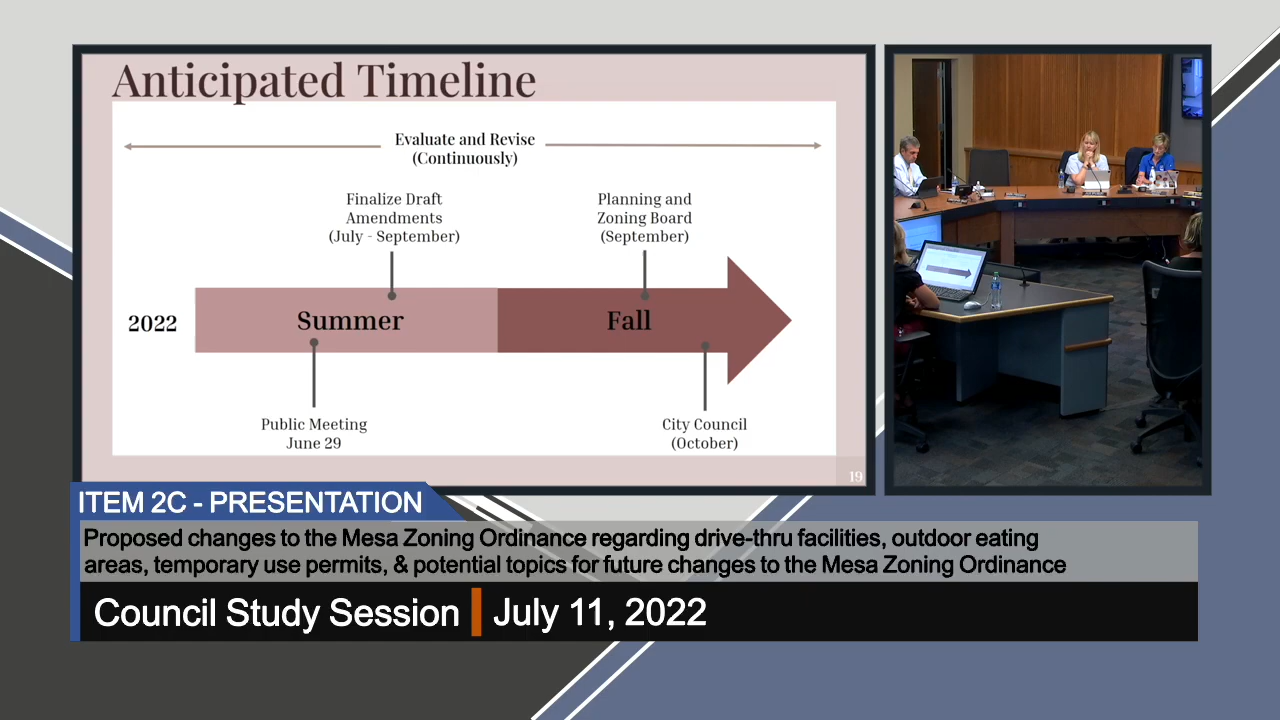 Anticipated Timeline
Evaluate and Revise
(Continuously)
Finalize Draft
Amendments
(July - September)
Planning and
Zoning Board
(September)
2022
Summer
Fall
Public Meeting
June 29
City Council
(October)
19
ITEM 2C - PRESENTATION
Proposed changes to the Mesa Zoning Ordinance regarding drive-thru facilities, outdoor eating
areas, temporary use permits, & potential topics for future changes to the Mesa Zoning Ordinance
Council Study Session
July 11, 2022